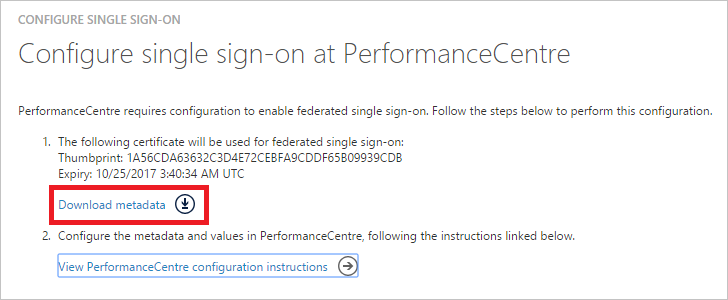 CONFIGURE SINGLE SIGN-ON
Configure single sign-on at PerformanceCentre
PerformanceCentre requires configuration to enable federated single sign-on. Follow the steps below to perform this configuration.
1. The following certificate will be used for federated single sign-on:
Thumbprint: 1A56CDA63632C3D4E72CEBFA9CDDF65B09939CDB
Expiry: 10/25/2017 3:40:34 AM UTC
Download metadata
2. Configure the metadata and values in PerformanceCentre, following the instructions linked below.
View PerformanceCentre configuration instructions